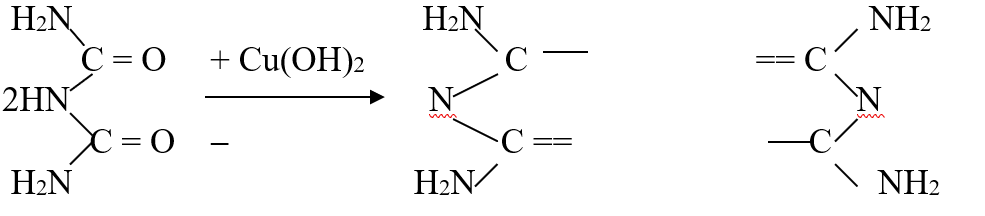 H₂N H₂N NH₂
C = O + Cu(OH)₂ C — == C
2HN N N
C = O – C == — C
H₂N H₂N NH₂